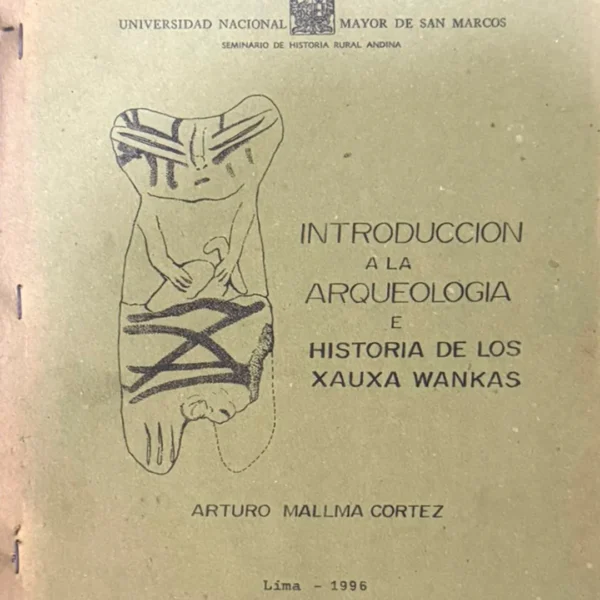 UNIVERSIDAD NACIONAL MAYOR DE SAN MARCOS
SEMINARIO DE HISTORIA RURAL ANDINA
INTRODUCCION
A LA
ARQUEOLOGIA
E
HISTORIA DE LOS
XAUXA WANKAS
ARTURO MALLMA CORTEZ
Lima - 1996